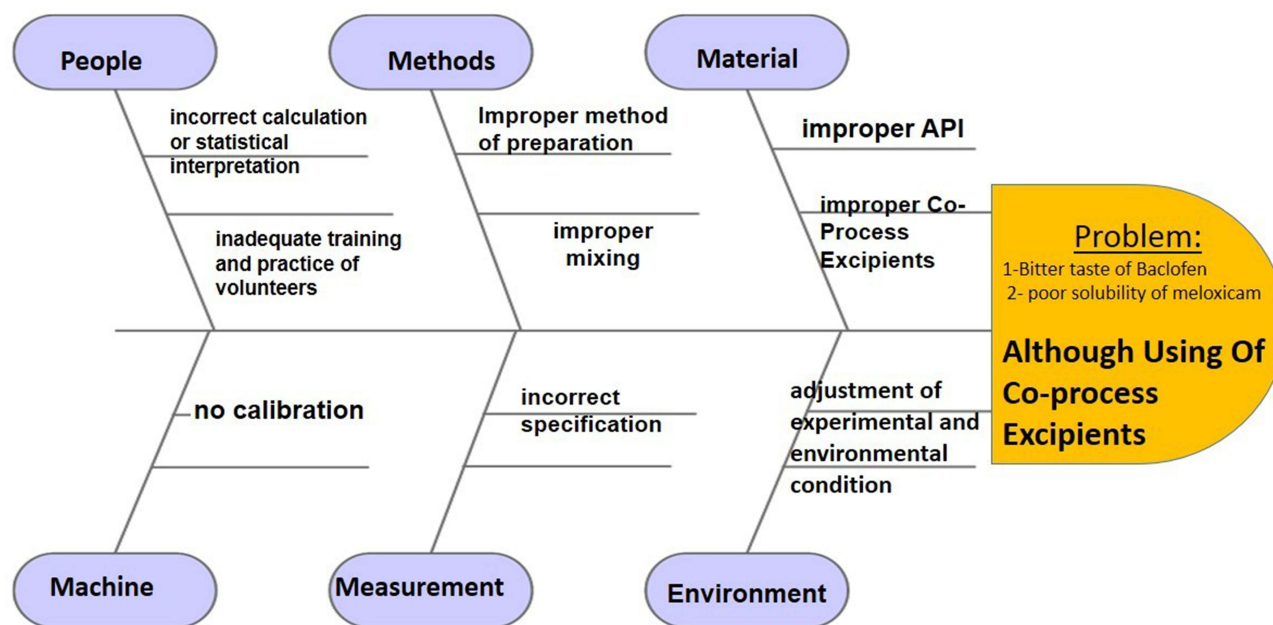 People
Methods
Material
incorrect calculation
or statistical
interpretation
inadequate training
and practice of
volunteers
Improper method
of preparation
improper
mixing
improper API
improper Co-
Process
Excipients
Problem:
1-Bitter taste of Baclofen
2- poor solubility of meloxicam
Although Using Of
Co-process
Excipients
no calibration
incorrect
specification
adjustment of
experimental and
environmental
condition
Machine
Measurement
Environment